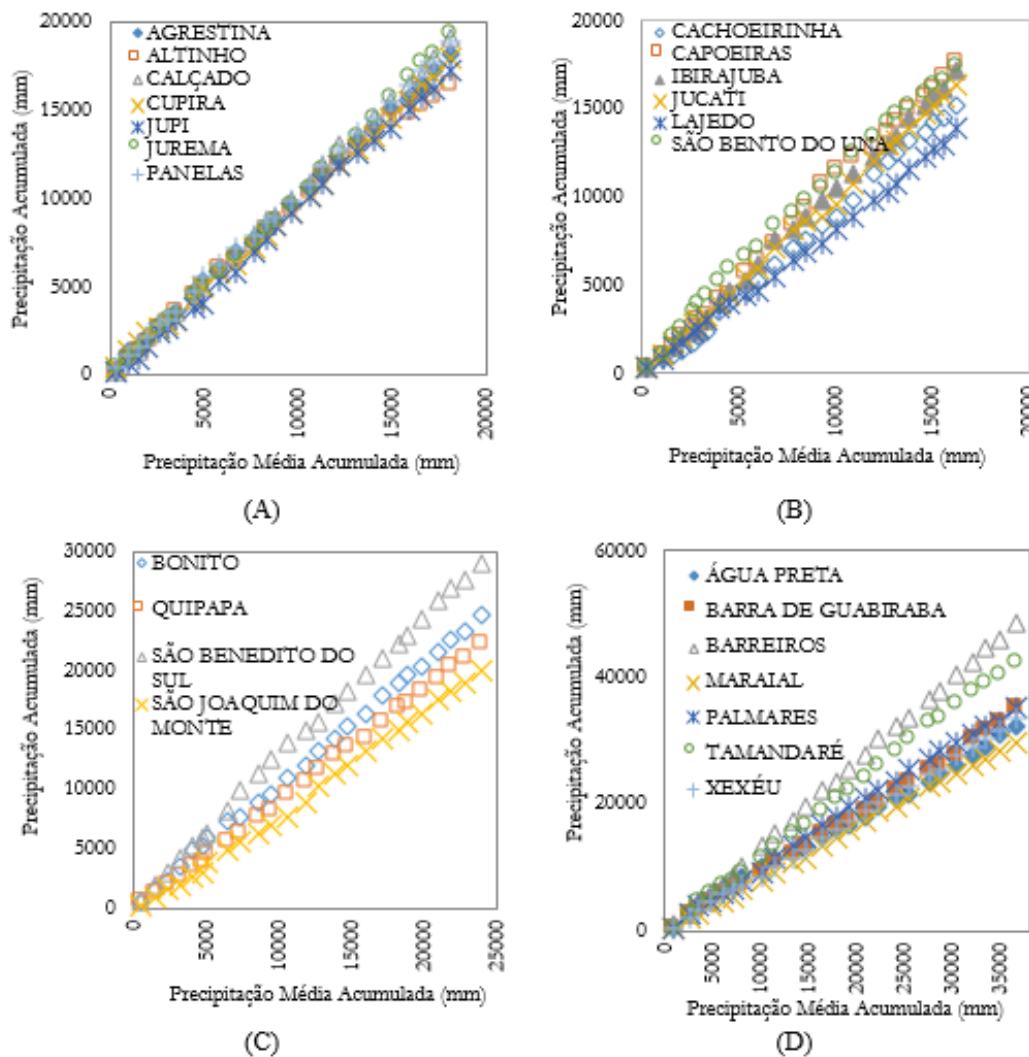 20000
15000
10000
5000
0
Precipitação Acumulada (mm)
AGRESTINA
ALTINHO
CALÇADO
CUPIRA
JUPI
JUREMA
PANELAS
0
5000
10000
15000
20000
Precipitação Média Acumulada (mm)
(A)
20000
15000
10000
5000
0
Precipitação Acumulada (mm)
CACHOEIRINHA
CAPOEIRAS
IBIRAJUBA
JUCATI
LAJEDO
SÃO BENTO DO UNA
0
5000
10000
15000
20000
Precipitação Média Acumulada (mm)
(B)
30000
25000
20000
15000
10000
5000
0
Precipitação Acumulada (mm)
BONITO
QUIPAPA
SÃO BENEDITO DO
SUL
SÃO JOAQUIM DO
MONTE
0
5000
10000
15000
20000
25000
Precipitação Média Acumulada (mm)
(C)
60000
40000
20000
0
Precipitação Acumulada (mm)
ÁGUA PRETA
BARRA DE GUABIRABA
BARREIROS
MARAIAL
PALMARES
TAMANDARÉ
XEXÉU
0
5000
10000
15000
20000
25000
30000
35000
Precipitação Média Acumulada (mm)
(D)